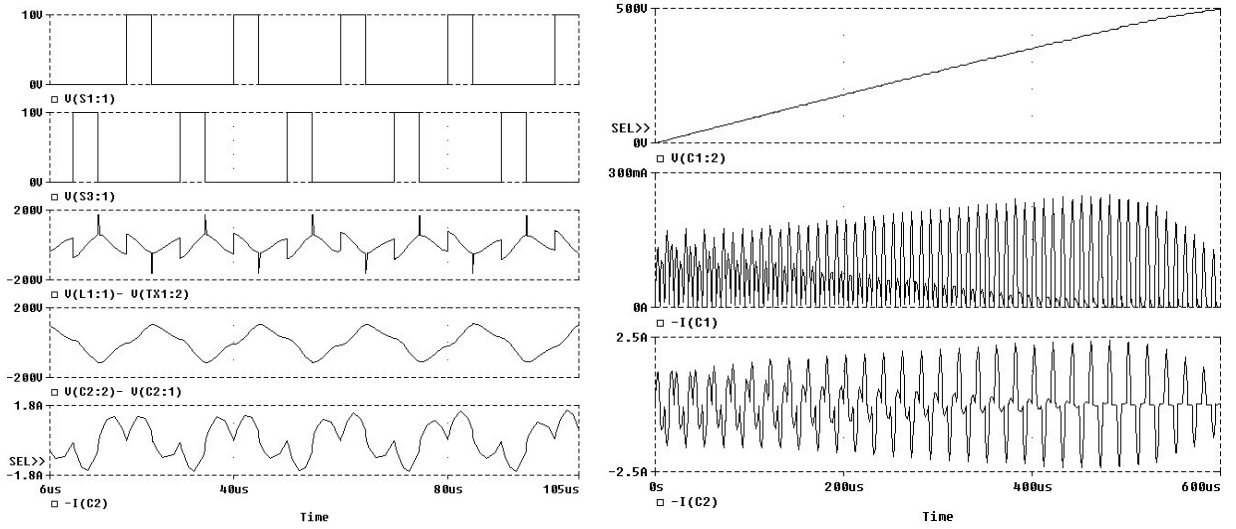 10V
0V
□ V(S1:1)
10V
0V
□ V(S3:1)
200V
-200V
□ V(L1:1)- V(TX1:2)
200V
-200V
□ V(C2:2)- V(C2:1)
1.8A
SEL>>
-1.8A
6us 40us 80us 105us
□ -I(C2)
Time
500V
SEL>>
0V
□ V(C1:2)
300mA
0A
□ -I(C1)
2.5A
-2.5A
0s 200us 400us 600us
□ -I(C2)
Time